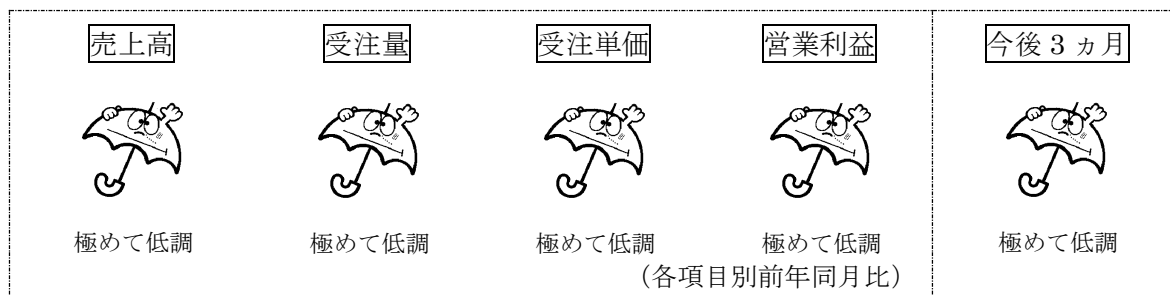 売上高 受注量 受注単価 営業利益 今後3ヵ月
極めて低調 極めて低調 極めて低調 極めて低調 極めて低調
(各項目別前年同月比)